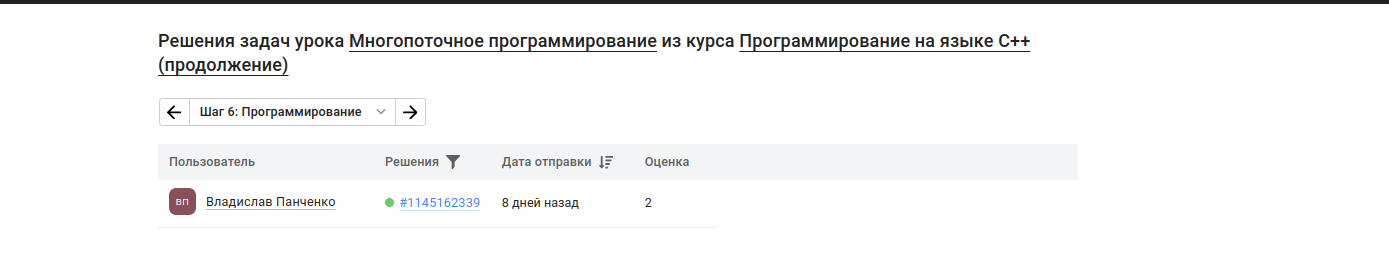 Решения задач урока Многопоточное программирование из курса Программирование на языке C++
(продолжение)
Шаг 6: Программирование
Пользователь Решения Дата отправки Оценка
ВП Владислав Панченко #1145162339 8 дней назад 2